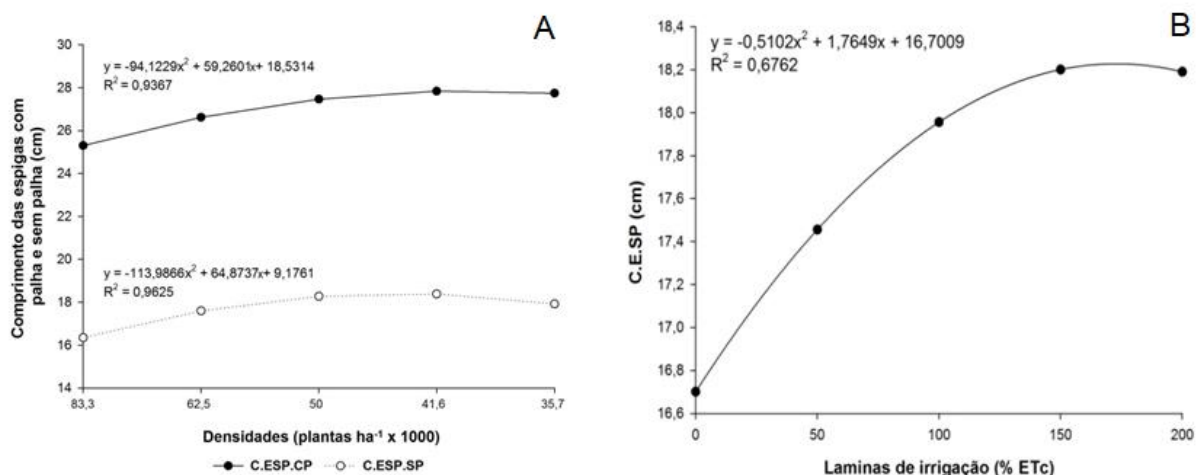 A
30
28
26
24
22
20
18
16
14
y = -94,1229x² + 59,2601x+ 18,5314
R² = 0,9367
y = -113,9866x² + 64,8737x+ 9,1761
R² = 0,9625
Comprimento das espigas com
palha e sem palha (cm)
83,3 62,5 50 41,6 35,7
Densidades (plantas ha⁻¹ x 1000)
C.ESP.CP C.ESP.SP
B
18,4
18,2
18,0
17,8
17,6
17,4
17,2
17,0
16,8
16,6
y = -0,5102x² + 1,7649x + 16,7009
R² = 0,6762
C.E.SP (cm)
0 50 100 150 200
Laminas de irrigação (% ETc)